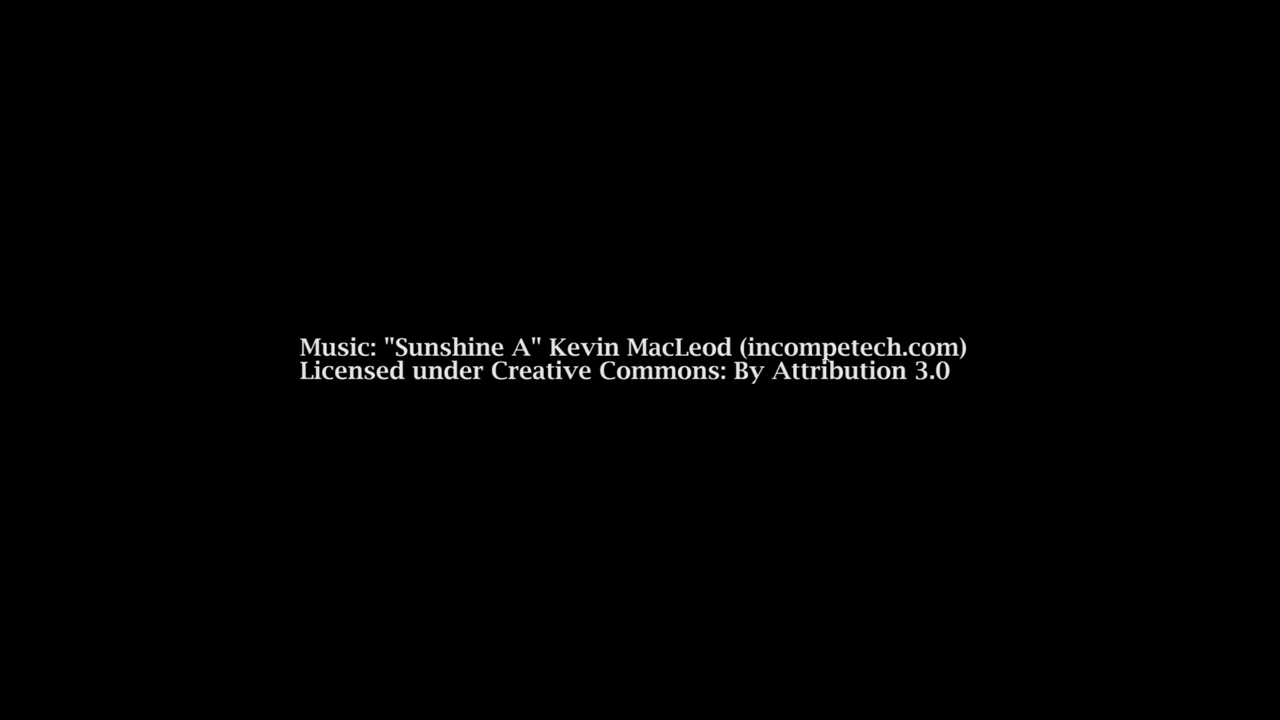 Music: "Sunshine A" Kevin MacLeod (incompetech.com)
Licensed under Creative Commons: By Attribution 3.0